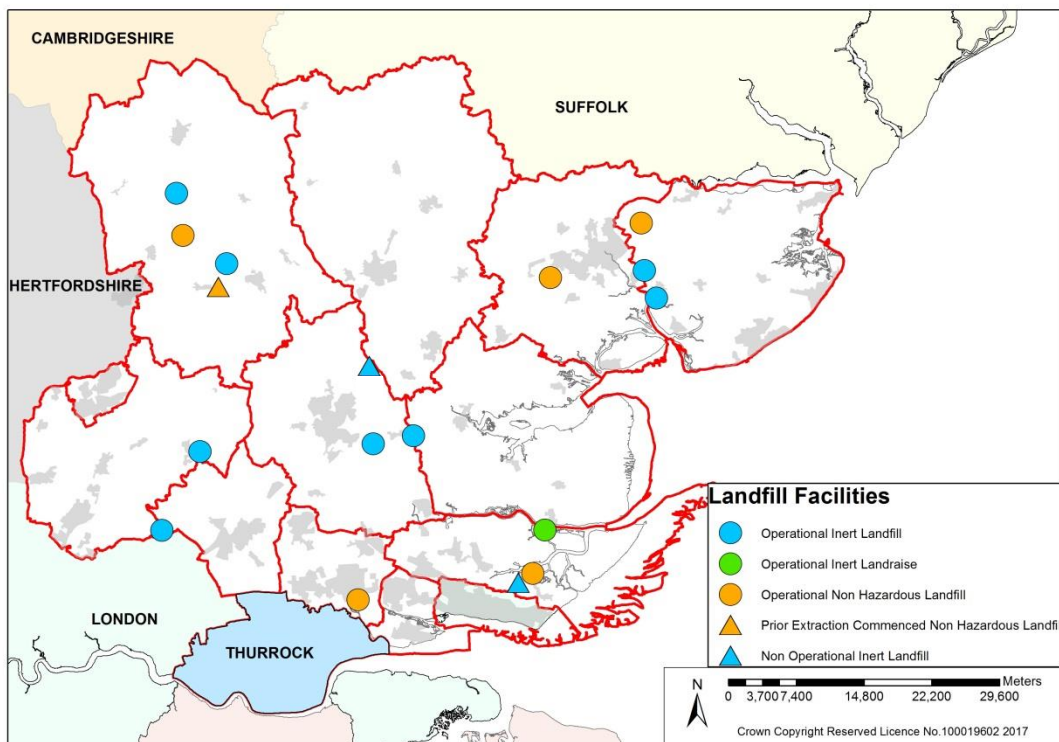 CAMBRIDGESHIRE
SUFFOLK
HERTFORDSHIRE
LONDON
THURROCK
Landfill Facilities
Operational Inert Landfill
Operational Inert Landraise
Operational Non Hazardous Landfill
Prior Extraction Commenced Non Hazardous Landfil
Non Operational Inert Landfill
N
Meters
0 3,700 7,400 14,800 22,200 29,600
Crown Copyright Reserved Licence No.100019602 2017